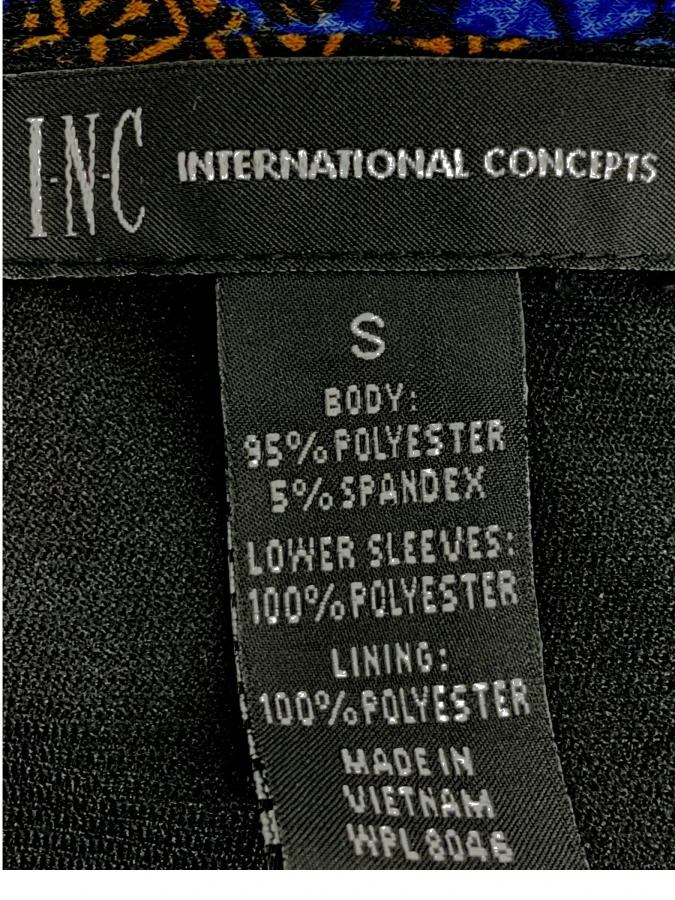 I·N·C INTERNATIONAL CONCEPTS
S
BODY:
95% POLYESTER
5% SPANDEX
LOWER SLEEVES:
100% POLYESTER
LINING:
100% POLYESTER
MADE IN
VIETNAM
WPL 8046